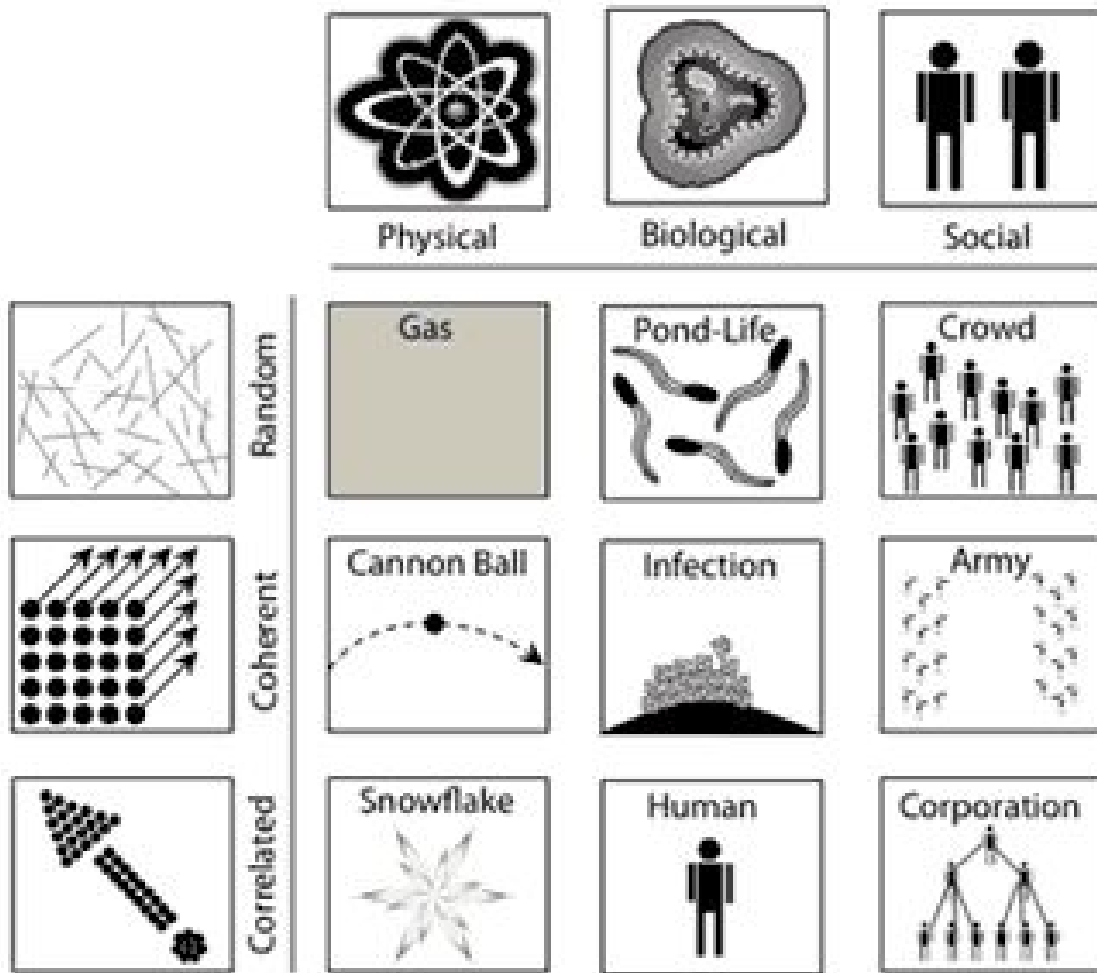 Physical
Biological
Social
Random
Gas
Pond-Life
Crowd
Coherent
Cannon Ball
Infection
Army
Correlated
Snowflake
Human
Corporation